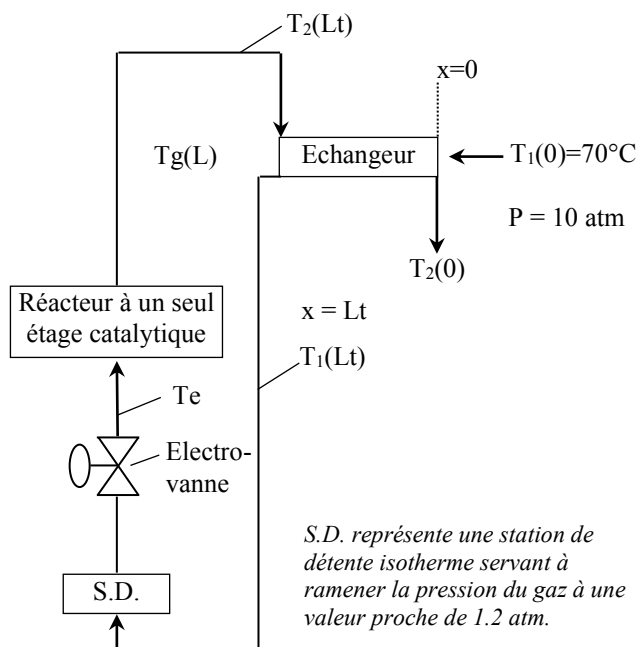 T₂(Lt)
x=0
Tg(L)
Echangeur
T₁(0)=70°C
P = 10 atm
T₂(0)
Réacteur à un seul
étage catalytique
x = Lt
T₁(Lt)
Te
Electro-
vanne
S.D. représente une station de
détente isotherme servant à
ramener la pression du gaz à une
valeur proche de 1.2 atm.
S.D.